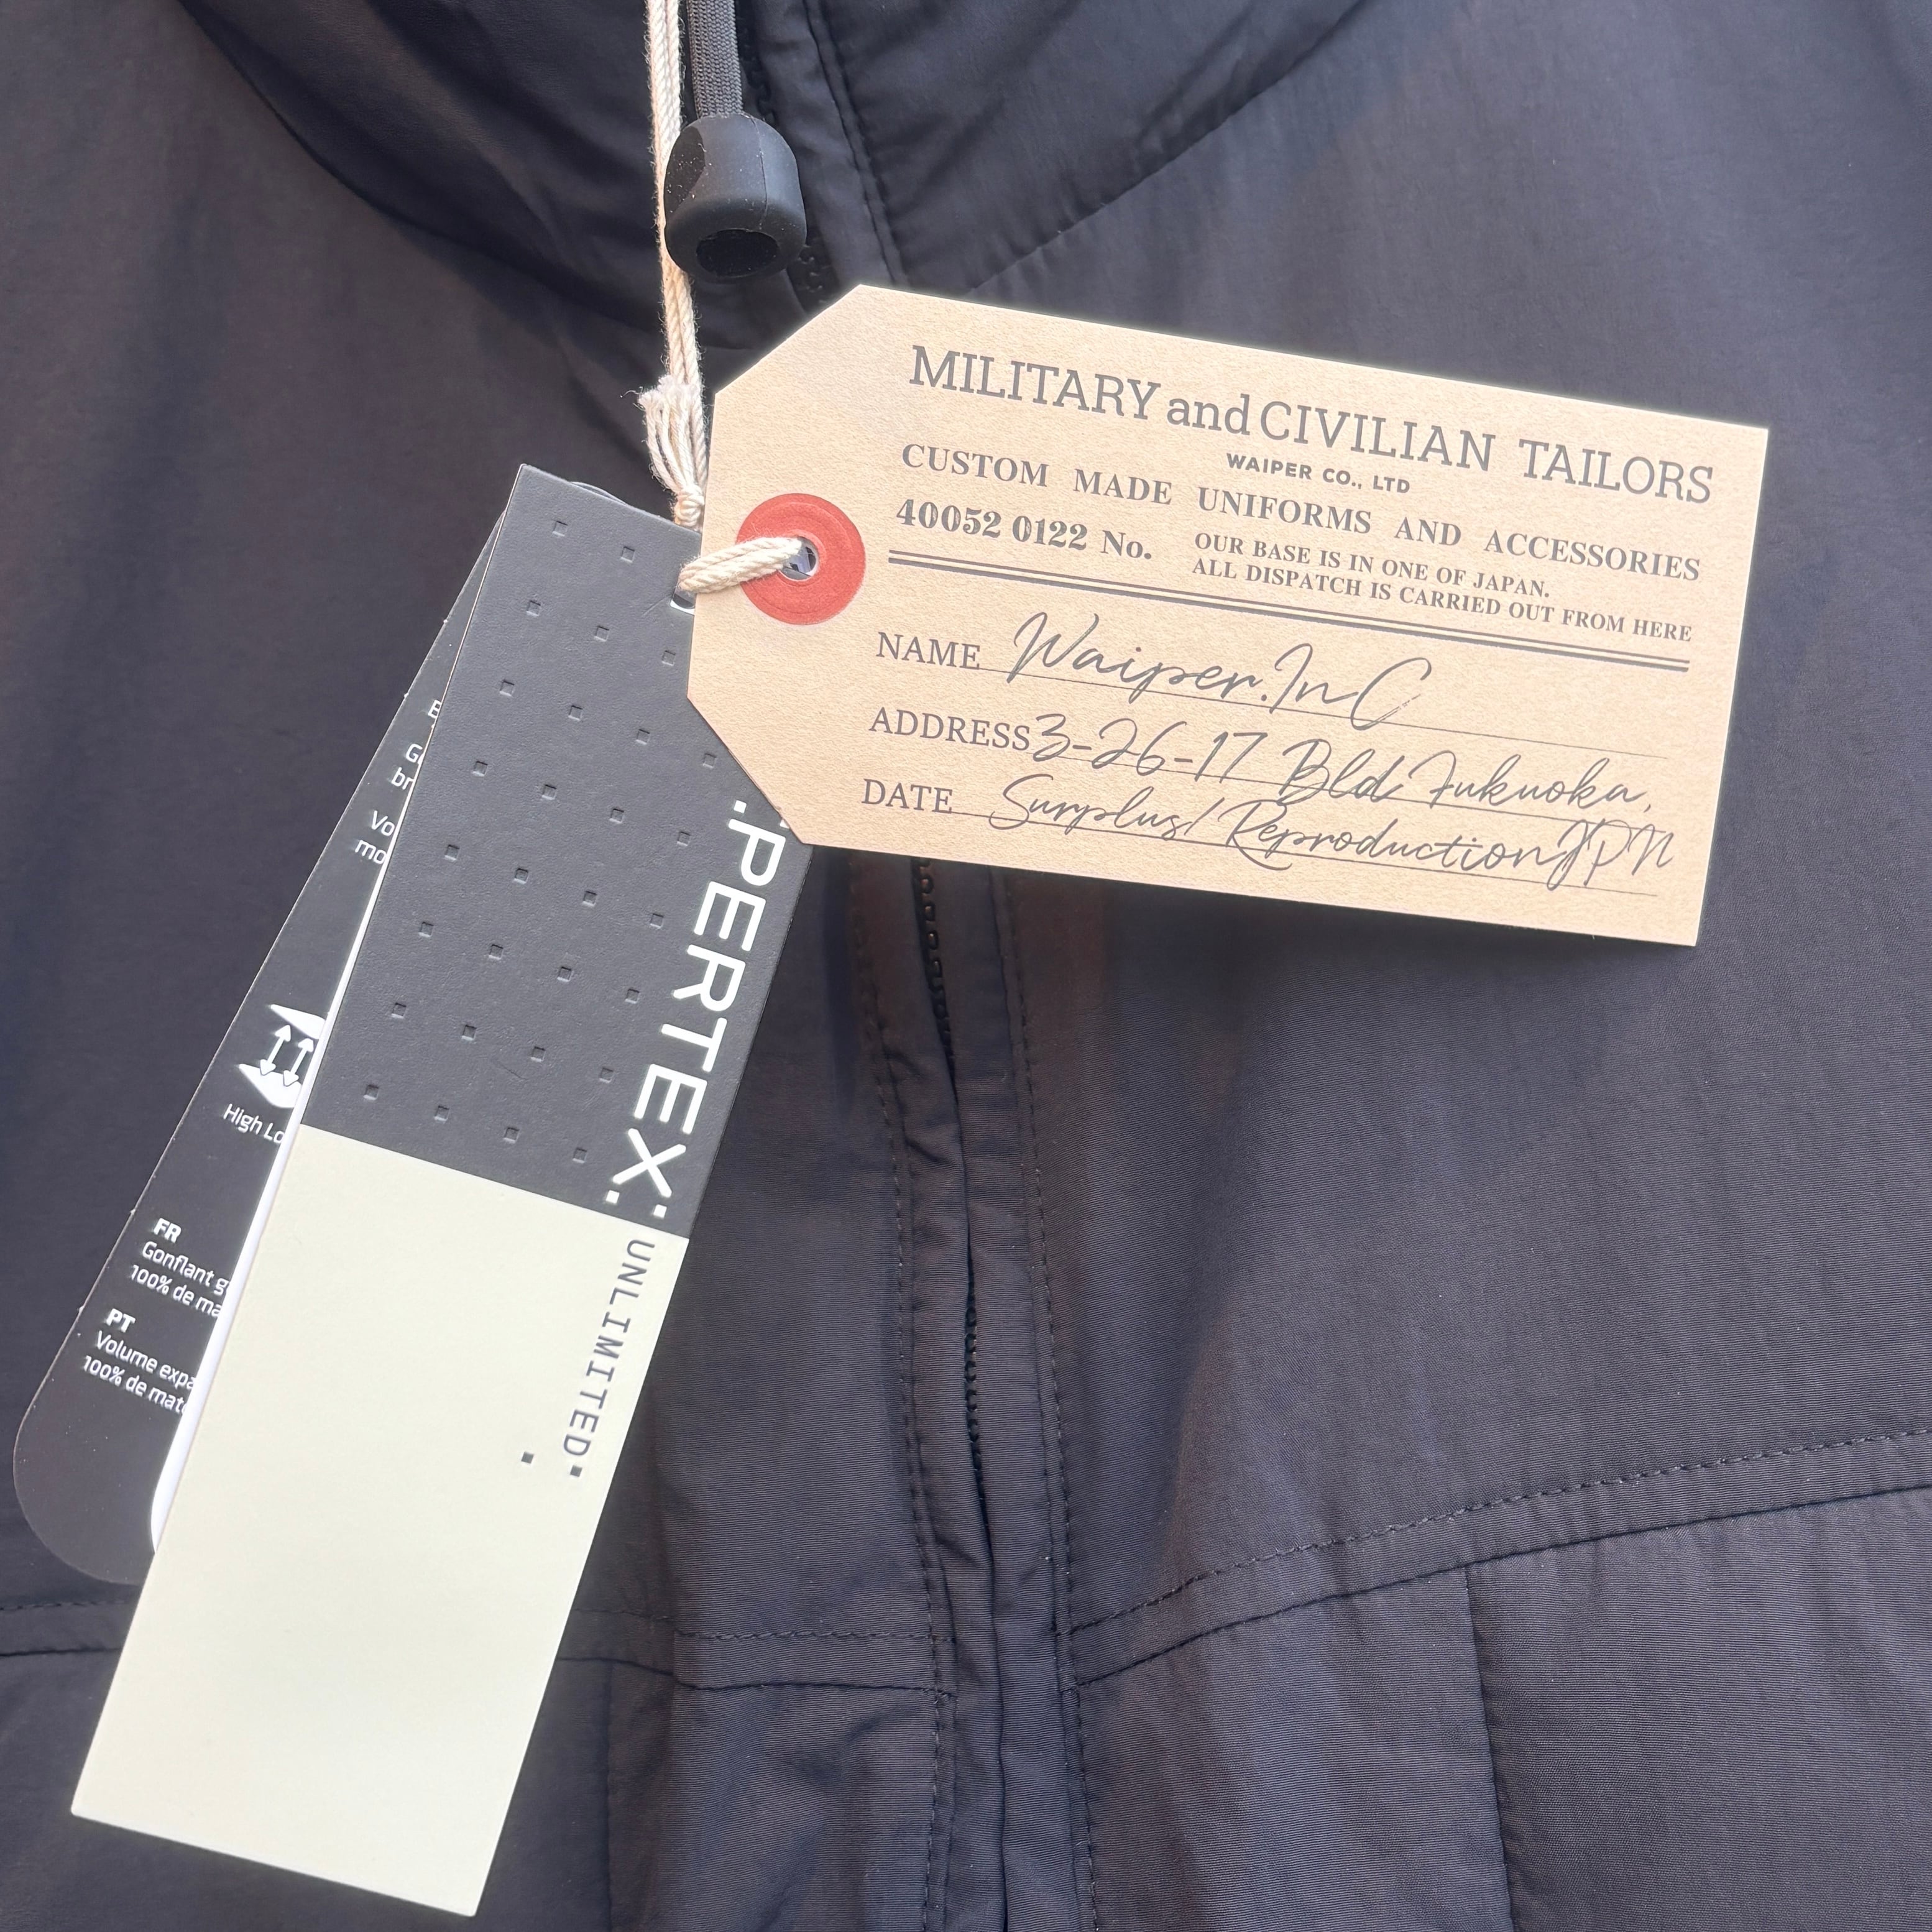 MILITARY and CIVILIAN TAILORS
WAIPER CO., LTD
CUSTOM MADE UNIFORMS AND ACCESSORIES
40052 0122 No.
OUR BASE IS IN ONE OF JAPAN.
ALL DISPATCH IS CARRIED OUT FROM HERE
NAME Waiper.InC
ADDRESS 3-26-17 Bld Fukuoka,
DATE Surplus/ReproductionJPN
PERTEX
UNLIMITED
High
FR
Gonflant
100% de
PT
Volume
100% de